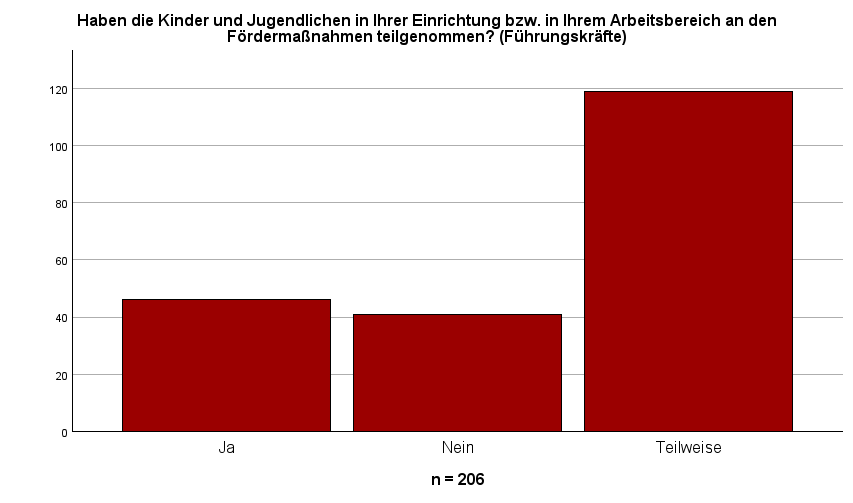 Haben die Kinder und Jugendlichen in Ihrer Einrichtung bzw. in Ihrem Arbeitsbereich an den
Fördermaßnahmen teilgenommen? (Führungskräfte)
120
100
80
60
40
20
0
Ja Nein Teilweise
n = 206